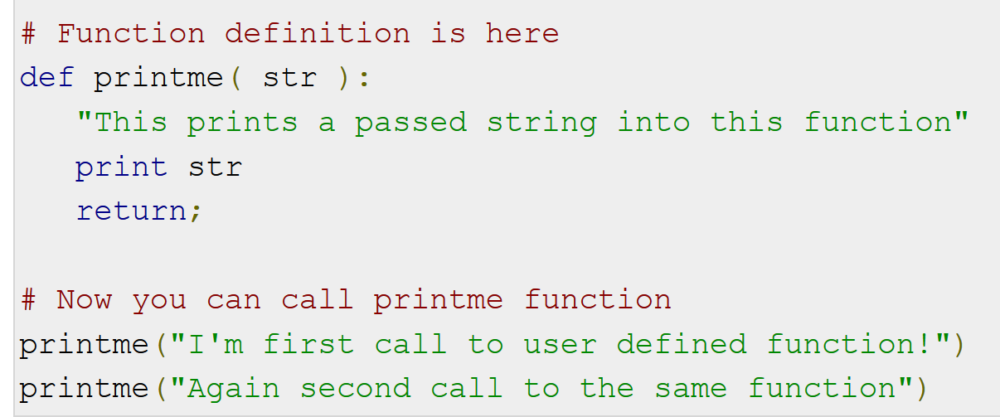 # Function definition is here
def printme( str ):
   "This prints a passed string into this function"
   print str
   return;
# Now you can call printme function
printme("I'm first call to user defined function!")
printme("Again second call to the same function")